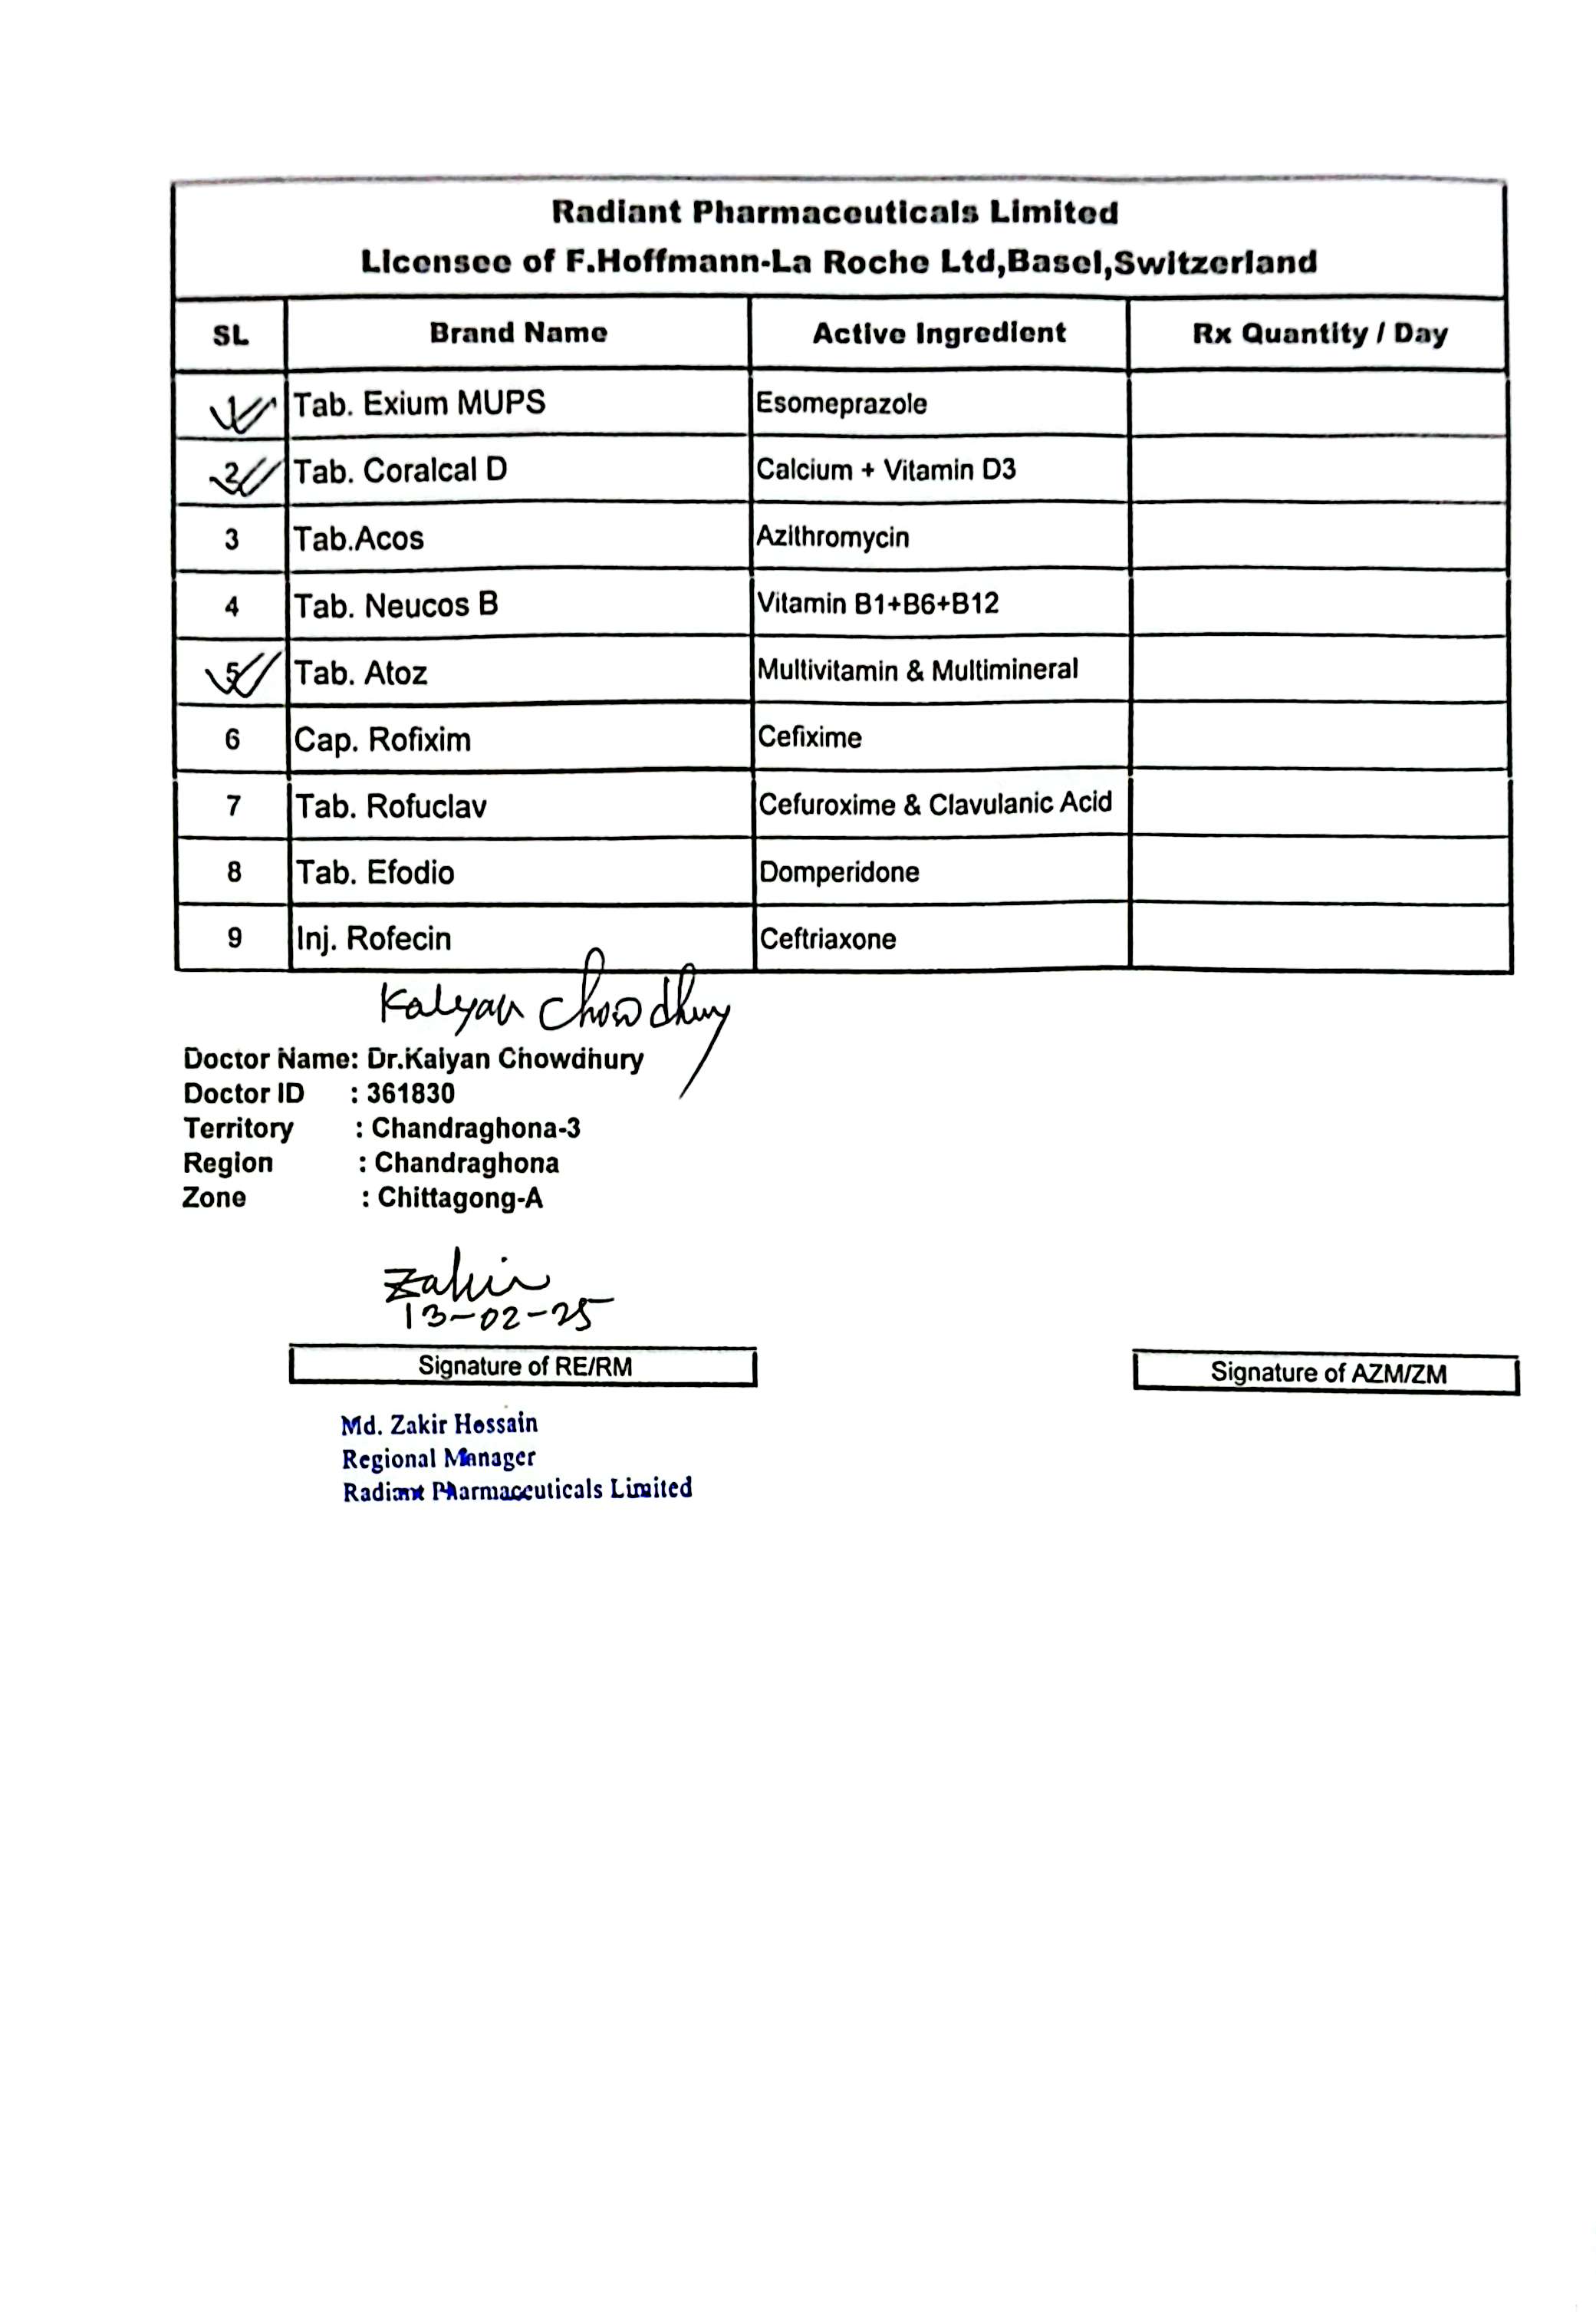 Radiant Pharmaceuticals Limited
Licensee of F.Hoffmann-La Roche Ltd,Basel,Switzerland
SL Brand Name Active Ingredient Rx Quantity / Day
1 Tab. Exium MUPS Esomeprazole
2 Tab. Coralcal D Calcium + Vitamin D3
3 Tab.Acos Azithromycin
4 Tab. Neucos B Vitamin B1+B6+B12
5 Tab. Atoz Multivitamin & Multimineral
6 Cap. Rofixim Cefixime
7 Tab. Rofuclav Cefuroxime & Clavulanic Acid
8 Tab. Efodio Domperidone
9 Inj. Rofecin Ceftriaxone
Kalyan Chowdhury
Doctor Name: Dr.Kalyan Chowdhury
Doctor ID : 361830
Territory : Chandraghona-3
Region : Chandraghona
Zone : Chittagong-A
Zakir
13-02-25
Signature of RE/RM Signature of AZM/ZM
Md. Zakir Hossain
Regional Manager
Radiant Pharmaceuticals Limited